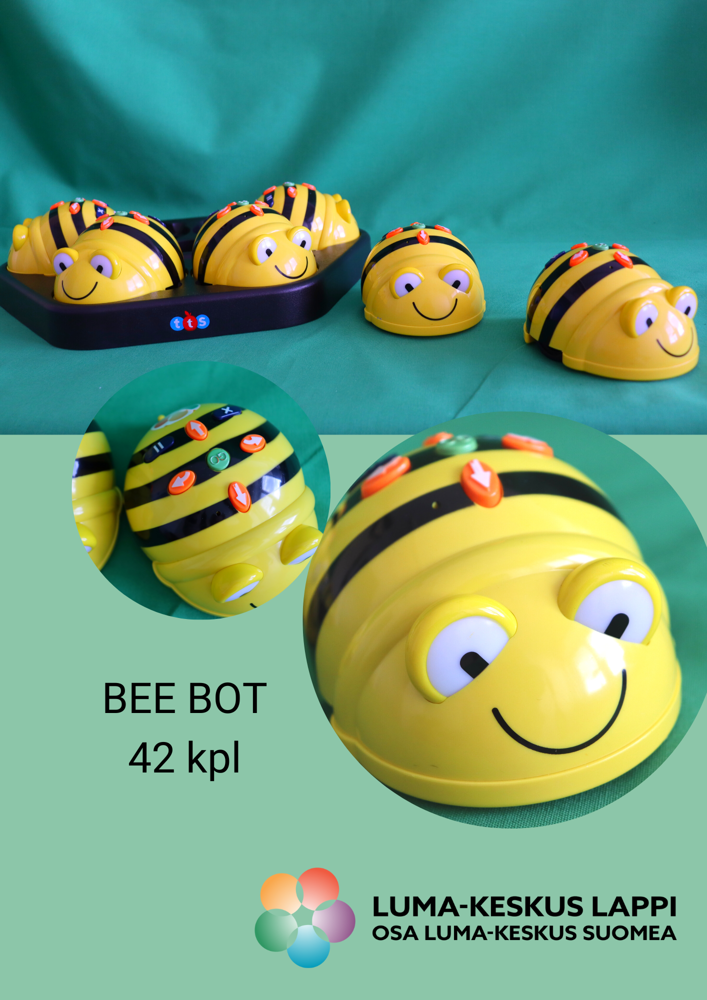 tts
GO
BEE BOT
42 kpl
LUMA-KESKUS LAPPI
OSA LUMA-KESKUS SUOMEA